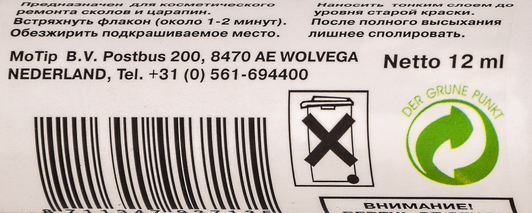 Предназначен для косметического
ремонта сколов и царапин.
Встряхнуть флакон (около 1-2 минут).
Обезжирить подкрашиваемое место.
Наносить тонким слоем до
уровня старой краски.
После полного высыхания
лишнее сполировать.
MoTip B.V. Postbus 200, 8470 AE WOLVEGA
NEDERLAND, Tel. +31 (0) 561-694400
Netto 12 ml
DER GRÜNE PUNKT
ВНИМАНИЕ!